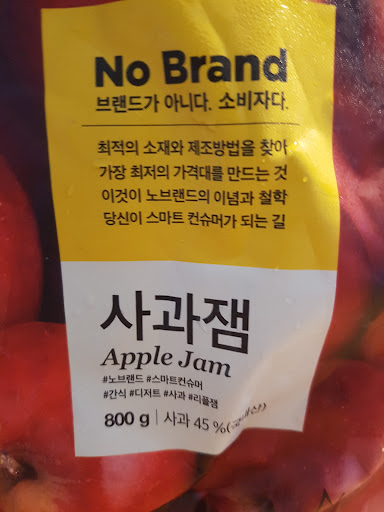 No Brand
브랜드가 아니다. 소비자다.
최적의 소재와 제조방법을 찾아
가장 최저의 가격대를 만드는 것
이것이 노브랜드의 이념과 철학
당신이 스마트 컨슈머가 되는 길
사과잼
Apple Jam
#노브랜드 #스마트컨슈머
#간식 #디저트 #사과 #리플잼
800 g | 사과 45 %